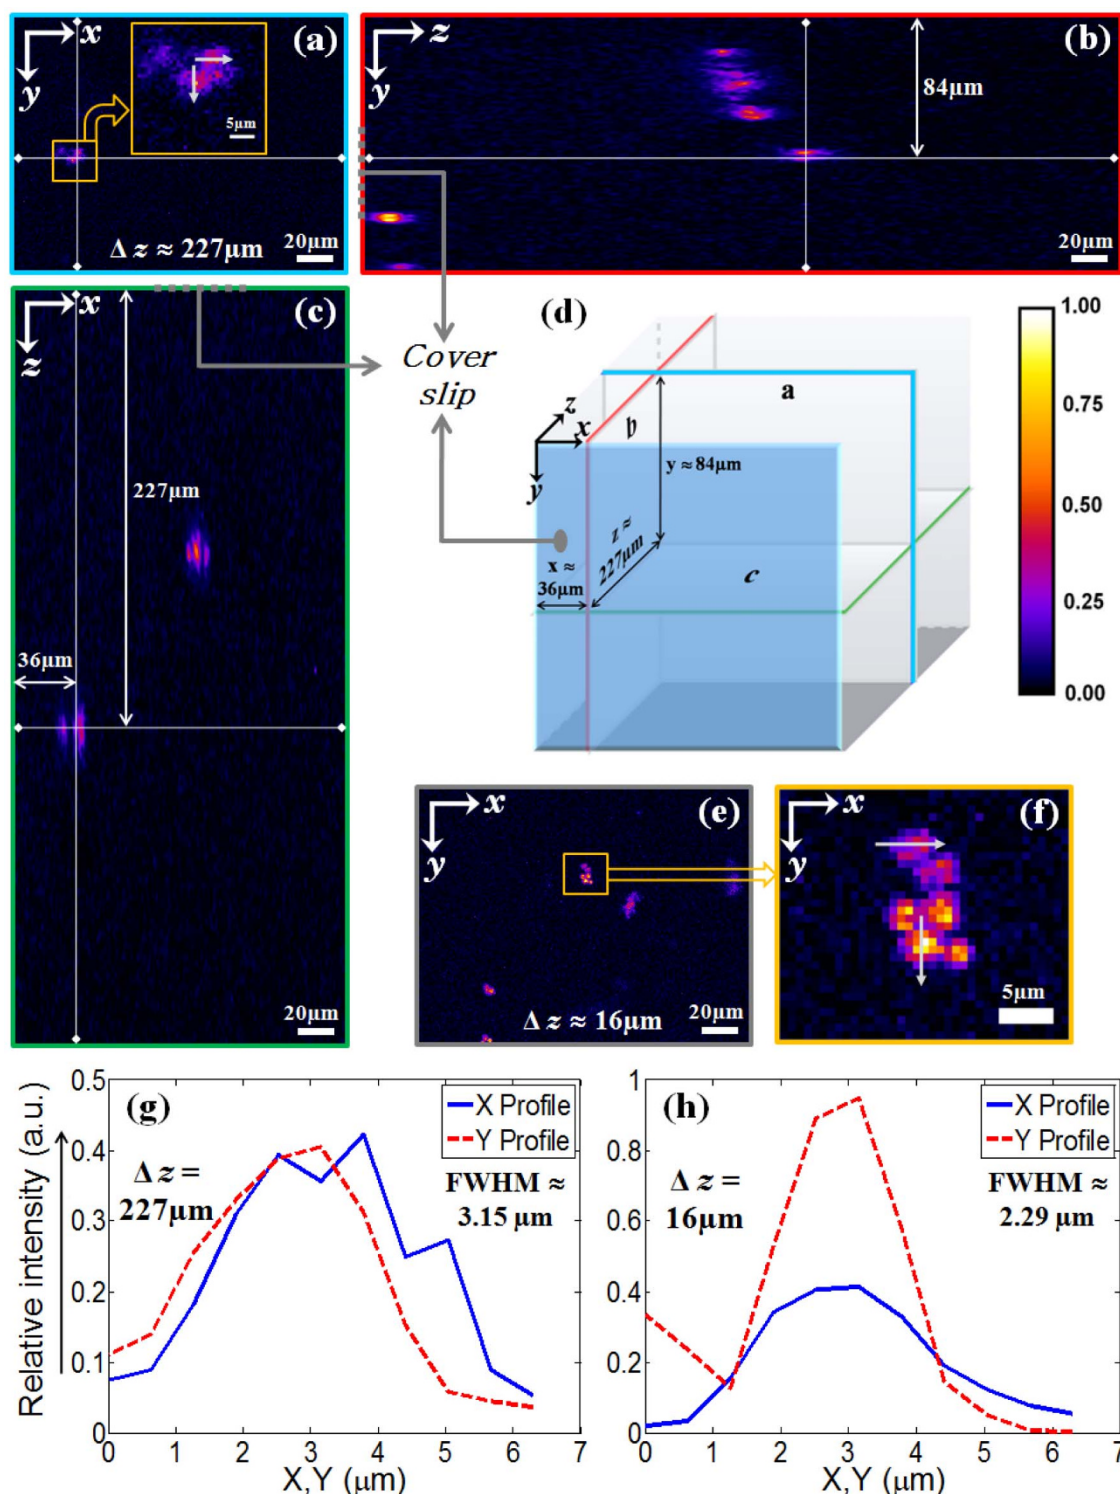 x
y
(a)
5μm
Δ z ≈ 227μm
20μm
z
y
(b)
84μm
20μm
x
z
(c)
227μm
36μm
20μm
Cover
slip
(d)
z
x
y
a
b
y ≈ 84μm
z ≈
227μm
x ≈
36μm
c
1.00
0.75
0.50
0.25
0.00
x
y
(e)
Δ z ≈ 16μm
20μm
x
y
(f)
5μm
Relative intensity (a.u.)
0.5
0.4
0.3
0.2
0.1
0
(g)
X Profile
Y Profile
Δ z =
227μm
FWHM ≈
3.15 μm
0 1 2 3 4 5 6 7
X,Y (μm)
1
0.8
0.6
0.4
0.2
0
(h)
X Profile
Y Profile
Δ z =
16μm
FWHM ≈
2.29 μm
0 1 2 3 4 5 6 7
X,Y (μm)